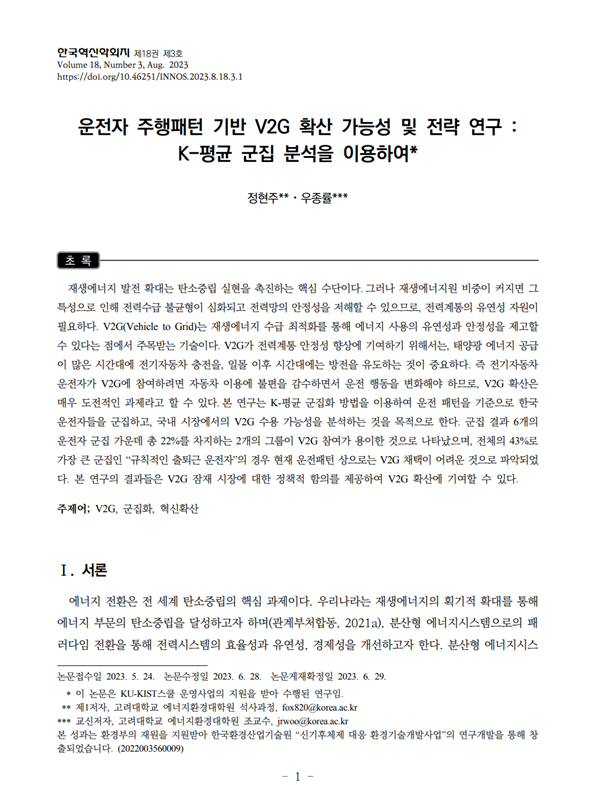 한국혁신학회지 제18권 제3호
Volume 18, Number 3, Aug. 2023
https://doi.org/10.46251/INNOS.2023.8.18.3.1
운전자 주행패턴 기반 V2G 확산 가능성 및 전략 연구 :
K-평균 군집 분석을 이용하여*
정현주**・우종률***
초 록
재생에너지 발전 확대는 탄소중립 실현을 촉진하는 핵심 수단이다. 그러나 재생에너지원 비중이 커지면 그
특성으로 인해 전력수급 불균형이 심화되고 전력망의 안정성을 저해할 수 있으므로, 전력계통의 유연성 자원이
필요하다. V2G(Vehicle to Grid)는 재생에너지 수급 최적화를 통해 에너지 사용의 유연성과 안정성을 제고할
수 있다는 점에서 주목받는 기술이다. V2G가 전력계통 안정성 향상에 기여하기 위해서는, 태양광 에너지 공급
이 많은 시간대에 전기자동차 충전을, 일몰 이후 시간대에는 방전을 유도하는 것이 중요하다. 즉 전기자동차
운전자가 V2G에 참여하려면 자동차 이용에 불편을 감수하면서 운전 행동을 변화해야 하므로, V2G 확산은
매우 도전적인 과제라고 할 수 있다. 본 연구는 K-평균 군집화 방법을 이용하여 운전 패턴을 기준으로 한국
운전자들을 군집하고, 국내 시장에서의 V2G 수용 가능성을 분석하는 것을 목적으로 한다. 군집 결과 6개의
운전자 군집 가운데 총 22%를 차지하는 2개의 그룹이 V2G 참여가 용이한 것으로 나타났으며, 전체의 43%로
가장 큰 군집인 “규칙적인 출퇴근 운전자”의 경우 현재 운전패턴 상으로는 V2G 채택이 어려운 것으로 파악되었
다. 본 연구의 결과들은 V2G 잠재 시장에 대한 정책적 함의를 제공하여 V2G 확산에 기여할 수 있다.
주제어; V2G, 군집화, 혁신확산
Ⅰ. 서론
에너지 전환은 전 세계 탄소중립의 핵심 과제이다. 우리나라는 재생에너지의 획기적 확대를 통해
에너지 부문의 탄소중립을 달성하고자 하며(관계부처합동, 2021a), 분산형 에너지시스템으로의 패
러다임 전환을 통해 전력시스템의 효율성과 유연성, 경제성을 개선하고자 한다. 분산형 에너지시스
논문접수일 2023. 5. 24. 논문수정일 2023. 6. 28. 논문게재확정일 2023. 6. 29.
* 이 논문은 KU-KIST스쿨 운영사업의 지원을 받아 수행된 연구임.
** 제1저자, 고려대학교 에너지환경대학원 석사과정, fox820@korea.ac.kr
*** 교신저자, 고려대학교 에너지환경대학원 조교수, jrwoo@korea.ac.kr
본 성과는 환경부의 재원을 지원받아 한국환경산업기술원 “신기후체제 대응 환경기술개발사업”의 연구개발을 통해 창
출되었습니다. (2022003560009)
- 1 -